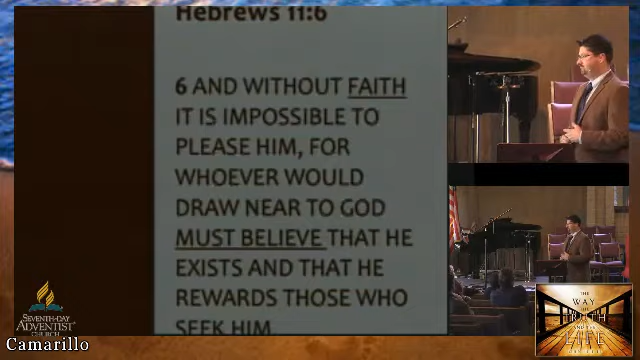 Hebrews 11:6
6 AND WITHOUT FAITH
IT IS IMPOSSIBLE TO
PLEASE HIM, FOR
WHOEVER WOULD
DRAW NEAR TO GOD
MUST BELIEVE THAT HE
EXISTS AND THAT HE
REWARDS THOSE WHO
SEEK HIM.
SEVENTH-DAY
ADVENTIST
CHURCH
Camarillo
THE
WAY
TRUTH
LIFE